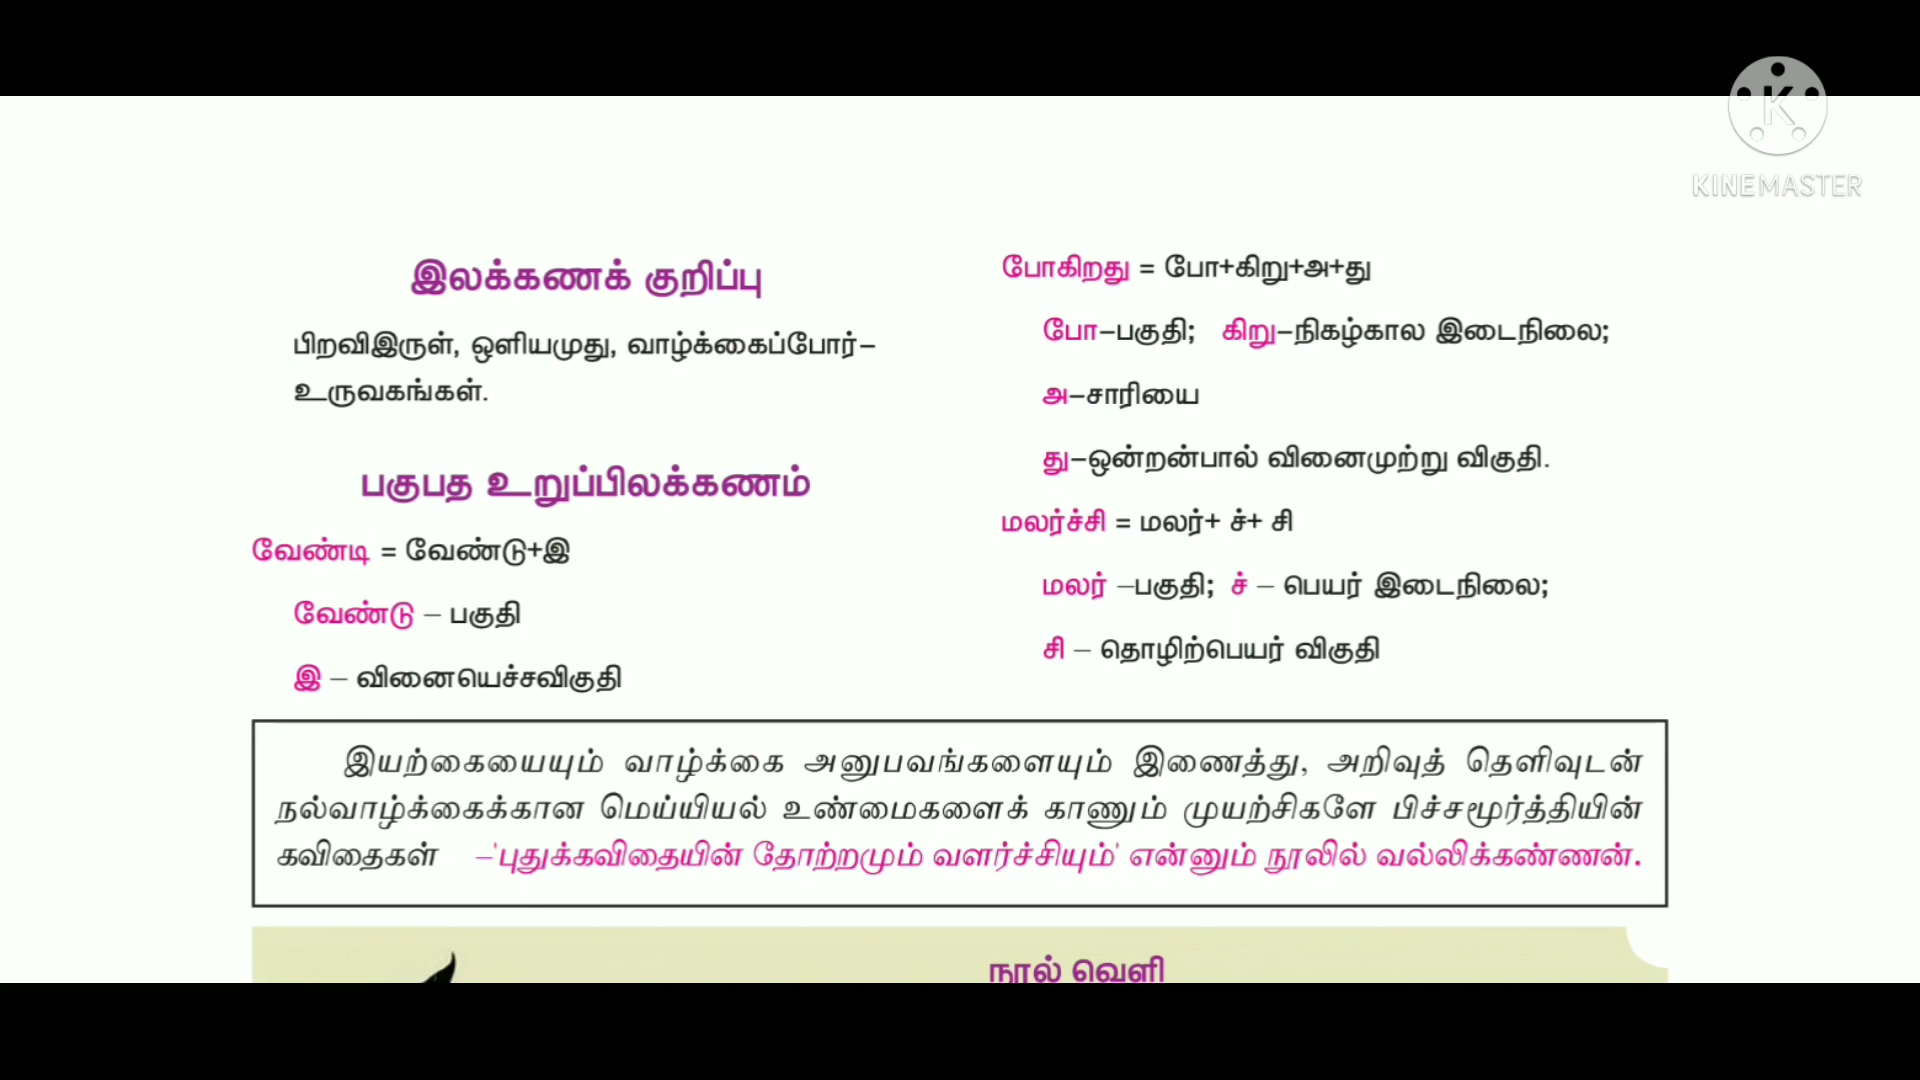 KINEMASTER
இலக்கணக் குறிப்பு
பிறவிஇருள், ஒளியமுது, வாழ்க்கைப்போர்–
உருவகங்கள்.
பகுபத உறுப்பிலக்கணம்
வேண்டி = வேண்டு+இ
வேண்டு – பகுதி
இ – வினையெச்சவிகுதி
போகிறது = போ+கிறு+அ+து
போ–பகுதி; கிறு–நிகழ்கால இடைநிலை;
அ–சாரியை
து–ஒன்றன்பால் வினைமுற்று விகுதி.
மலர்ச்சி = மலர்+ ச்+ சி
மலர் –பகுதி; ச் – பெயர் இடைநிலை;
சி – தொழிற்பெயர் விகுதி
இயற்கையையும் வாழ்க்கை அனுபவங்களையும் இணைத்து, அறிவுத் தெளிவுடன்
நல்வாழ்க்கைக்கான மெய்யியல் உண்மைகளைக் காணும் முயற்சிகளே பிச்சமூர்த்தியின்
கவிதைகள் –'புதுக்கவிதையின் தோற்றமும் வளர்ச்சியும்' என்னும் நூலில் வல்லிக்கண்ணன்.
நூல் வெளி